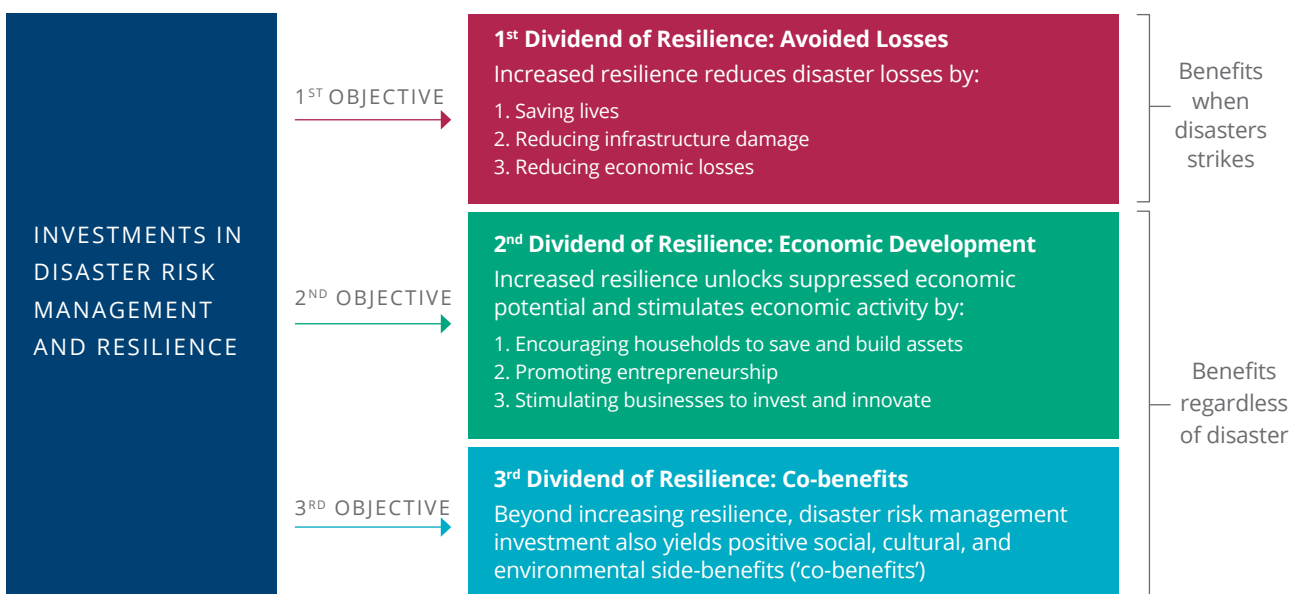 INVESTMENTS IN
DISASTER RISK
MANAGEMENT
AND RESILIENCE
1ST OBJECTIVE
1st Dividend of Resilience: Avoided Losses
Increased resilience reduces disaster losses by:
1. Saving lives
2. Reducing infrastructure damage
3. Reducing economic losses
Benefits
when
disasters
strikes
2ND OBJECTIVE
2nd Dividend of Resilience: Economic Development
Increased resilience unlocks suppressed economic
potential and stimulates economic activity by:
1. Encouraging households to save and build assets
2. Promoting entrepreneurship
3. Stimulating businesses to invest and innovate
3RD OBJECTIVE
3rd Dividend of Resilience: Co-benefits
Beyond increasing resilience, disaster risk management
investment also yields positive social, cultural, and
environmental side-benefits (‘co-benefits’)
Benefits
regardless
of disaster